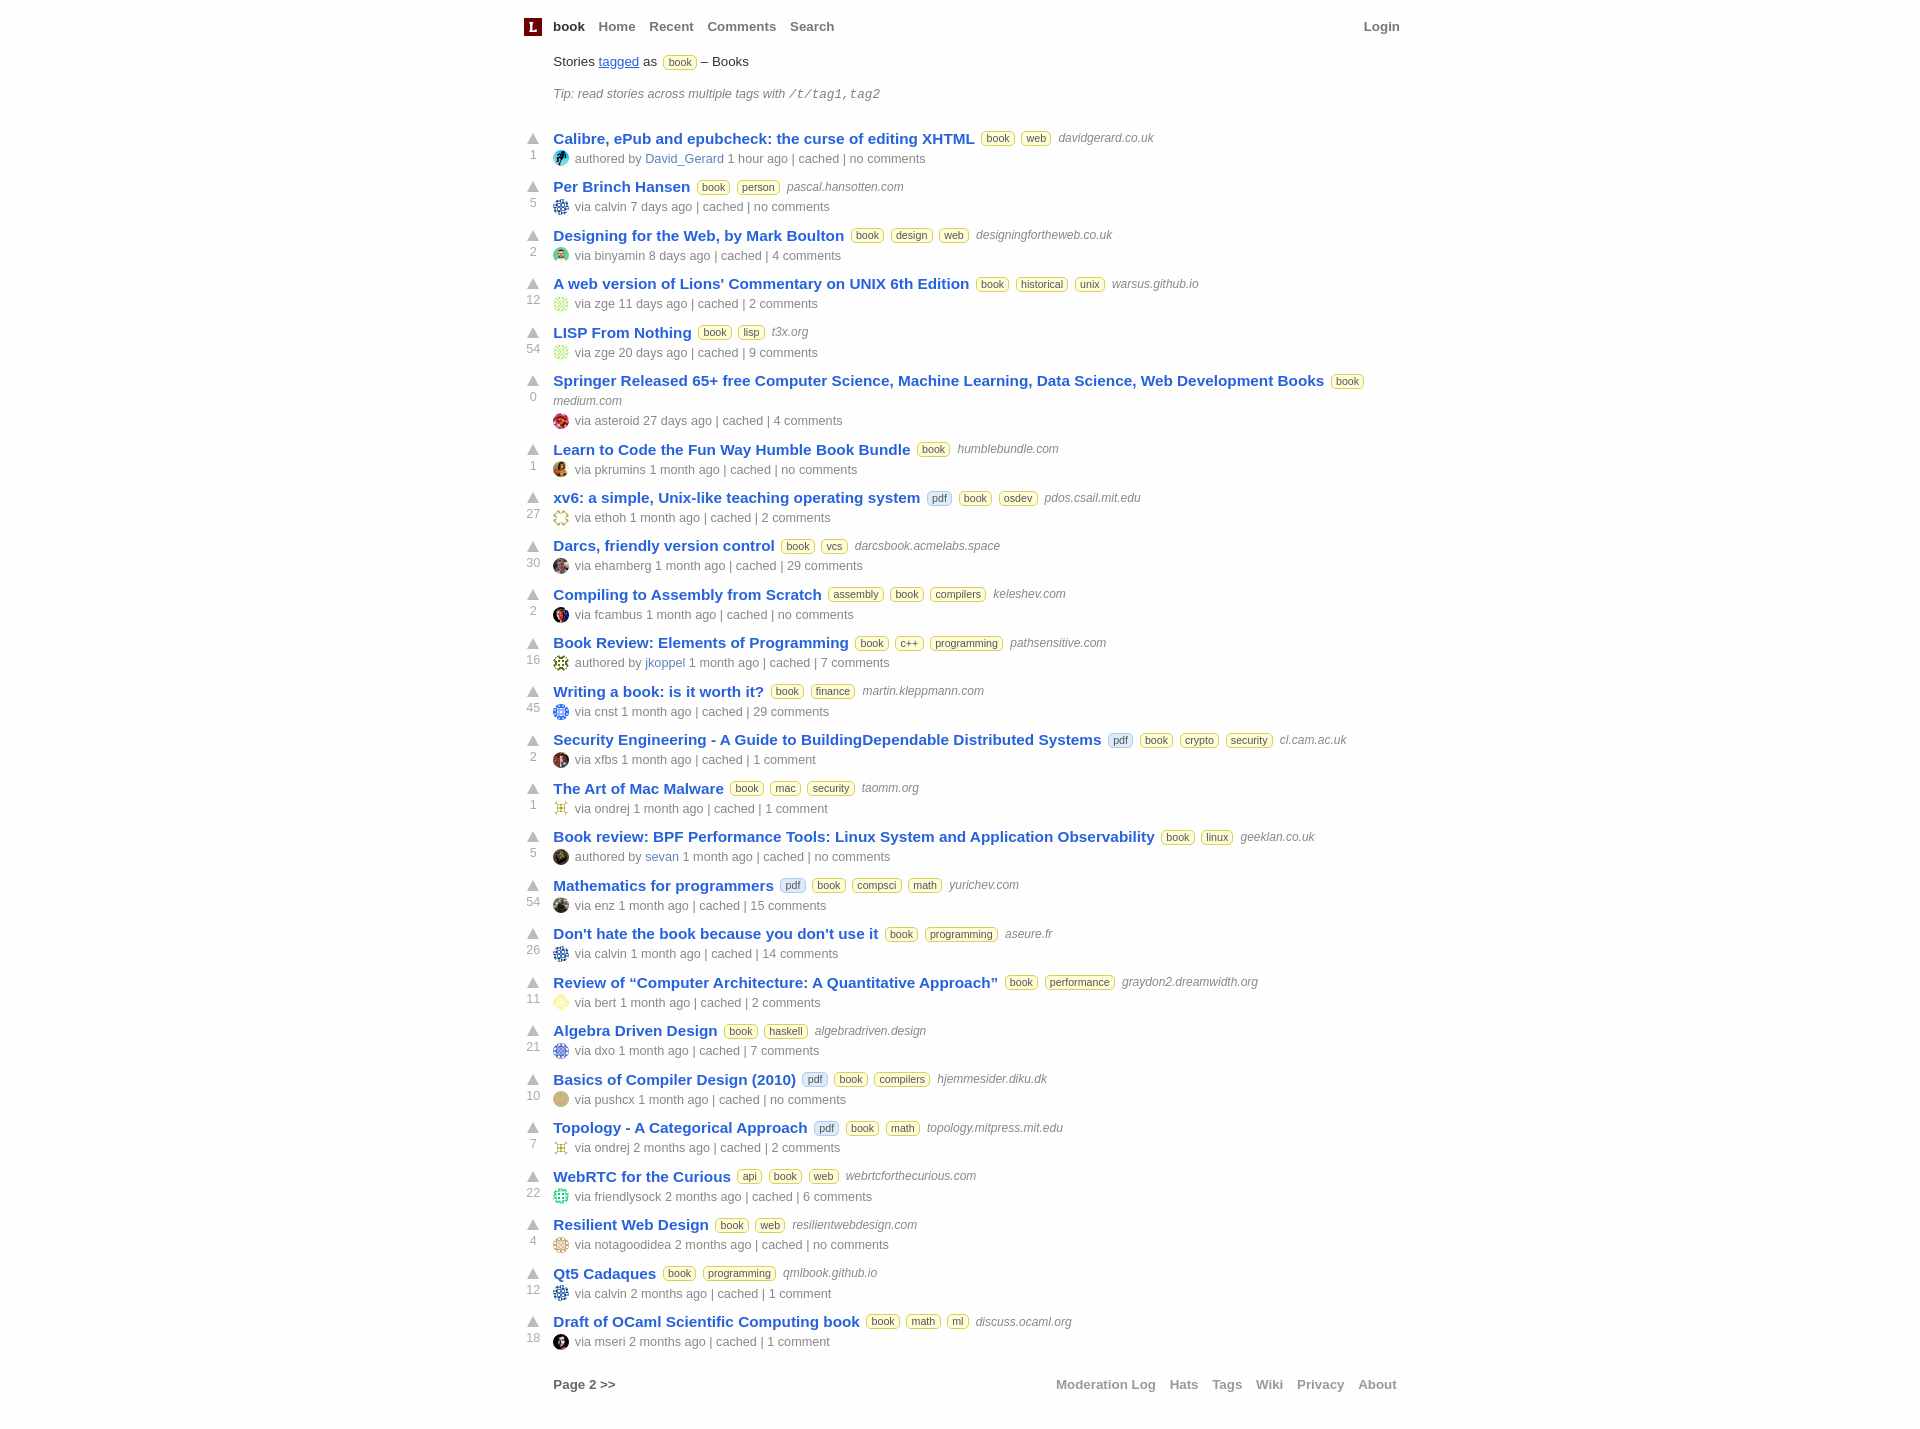 L book Home Recent Comments Search Login
Stories tagged as book – Books
Tip: read stories across multiple tags with /t/tag1,tag2
Calibre, ePub and epubcheck: the curse of editing XHTML book web davidgerard.co.uk
1 authored by David_Gerard 1 hour ago | cached | no comments
Per Brinch Hansen book person pascal.hansotten.com
5 via calvin 7 days ago | cached | no comments
Designing for the Web, by Mark Boulton book design web designingfortheweb.co.uk
2 via binyamin 8 days ago | cached | 4 comments
A web version of Lions' Commentary on UNIX 6th Edition book historical unix warsus.github.io
12 via zge 11 days ago | cached | 2 comments
LISP From Nothing book lisp t3x.org
54 via zge 20 days ago | cached | 9 comments
Springer Released 65+ free Computer Science, Machine Learning, Data Science, Web Development Books book
0 medium.com
via asteroid 27 days ago | cached | 4 comments
Learn to Code the Fun Way Humble Book Bundle book humblebundle.com
1 via pkrumins 1 month ago | cached | no comments
xv6: a simple, Unix-like teaching operating system pdf book osdev pdos.csail.mit.edu
27 via ethoh 1 month ago | cached | 2 comments
Darcs, friendly version control book vcs darcsbook.acmelabs.space
30 via ehamberg 1 month ago | cached | 29 comments
Compiling to Assembly from Scratch assembly book compilers keleshev.com
2 via fcambus 1 month ago | cached | no comments
Book Review: Elements of Programming book c++ programming pathsensitive.com
16 authored by jkoppel 1 month ago | cached | 7 comments
Writing a book: is it worth it? book finance martin.kleppmann.com
45 via cnst 1 month ago | cached | 29 comments
Security Engineering - A Guide to BuildingDependable Distributed Systems pdf book crypto security cl.cam.ac.uk
2 via xfbs 1 month ago | cached | 1 comment
The Art of Mac Malware book mac security taomm.org
1 via ondrej 1 month ago | cached | 1 comment
Book review: BPF Performance Tools: Linux System and Application Observability book linux geeklan.co.uk
5 authored by sevan 1 month ago | cached | no comments
Mathematics for programmers pdf book compsci math yurichev.com
54 via enz 1 month ago | cached | 15 comments
Don't hate the book because you don't use it book programming aseure.fr
26 via calvin 1 month ago | cached | 14 comments
Review of “Computer Architecture: A Quantitative Approach” book performance graydon2.dreamwidth.org
11 via bert 1 month ago | cached | 2 comments
Algebra Driven Design book haskell algebradriven.design
21 via dxo 1 month ago | cached | 7 comments
Basics of Compiler Design (2010) pdf book compilers hjemmesider.diku.dk
10 via pushcx 1 month ago | cached | no comments
Topology - A Categorical Approach pdf book math topology.mitpress.mit.edu
7 via ondrej 2 months ago | cached | 2 comments
WebRTC for the Curious api book web webrtcforthecurious.com
22 via friendlysock 2 months ago | cached | 6 comments
Resilient Web Design book web resilientwebdesign.com
4 via notagoodidea 2 months ago | cached | no comments
Qt5 Cadaques book programming qmlbook.github.io
12 via calvin 2 months ago | cached | 1 comment
Draft of OCaml Scientific Computing book book math ml discuss.ocaml.org
18 via mseri 2 months ago | cached | 1 comment
Page 2 >> Moderation Log Hats Tags Wiki Privacy About